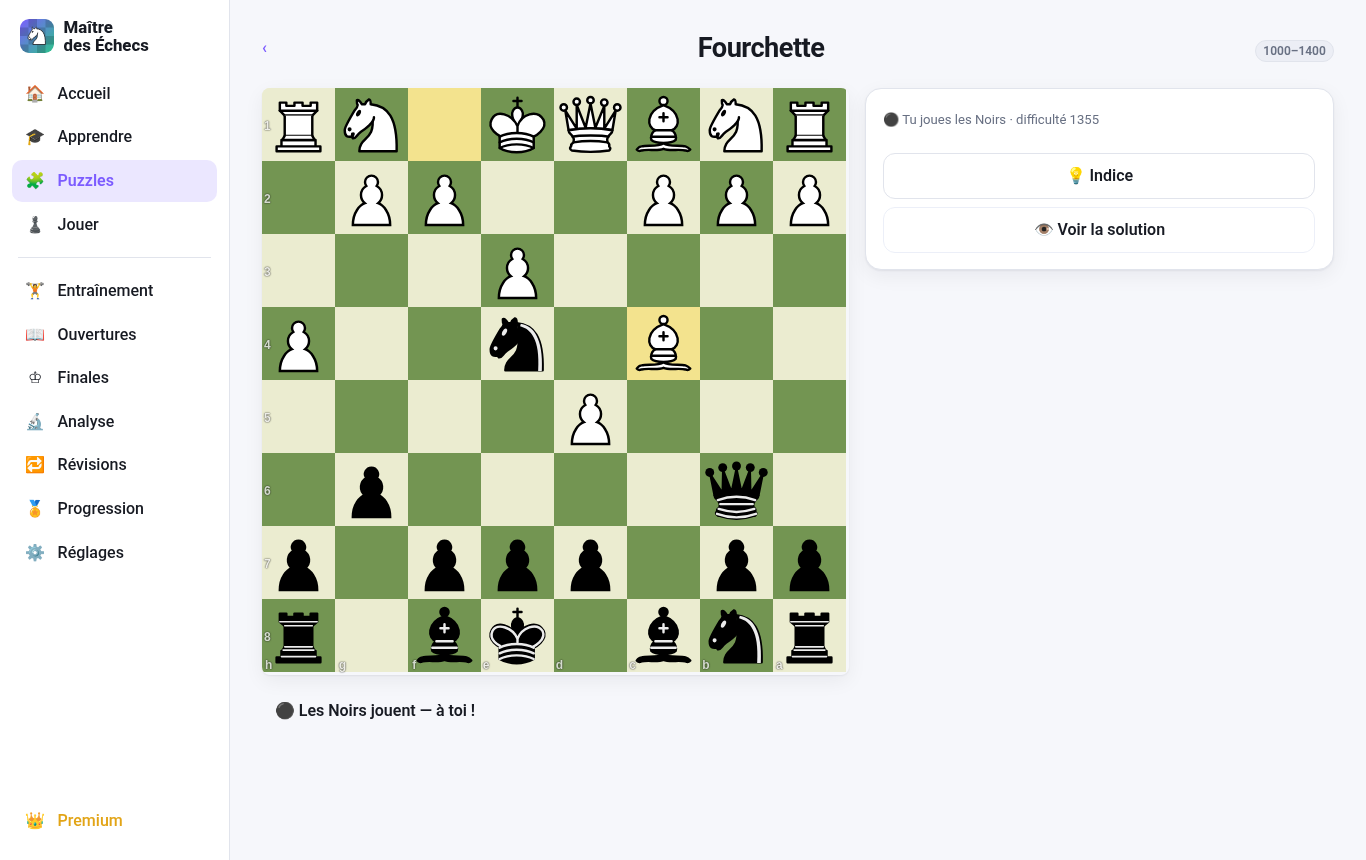 Maître
des Échecs
Accueil
Apprendre
Puzzles
Jouer
Entraînement
Ouvertures
Finales
Analyse
Révisions
Progression
Réglages
Premium
‹
Fourchette
1000–1400
1
2
3
4
5
6
7
8
h
g
f
e
d
c
b
a
Les Noirs jouent — à toi !
Tu joues les Noirs · difficulté 1355
Indice
Voir la solution